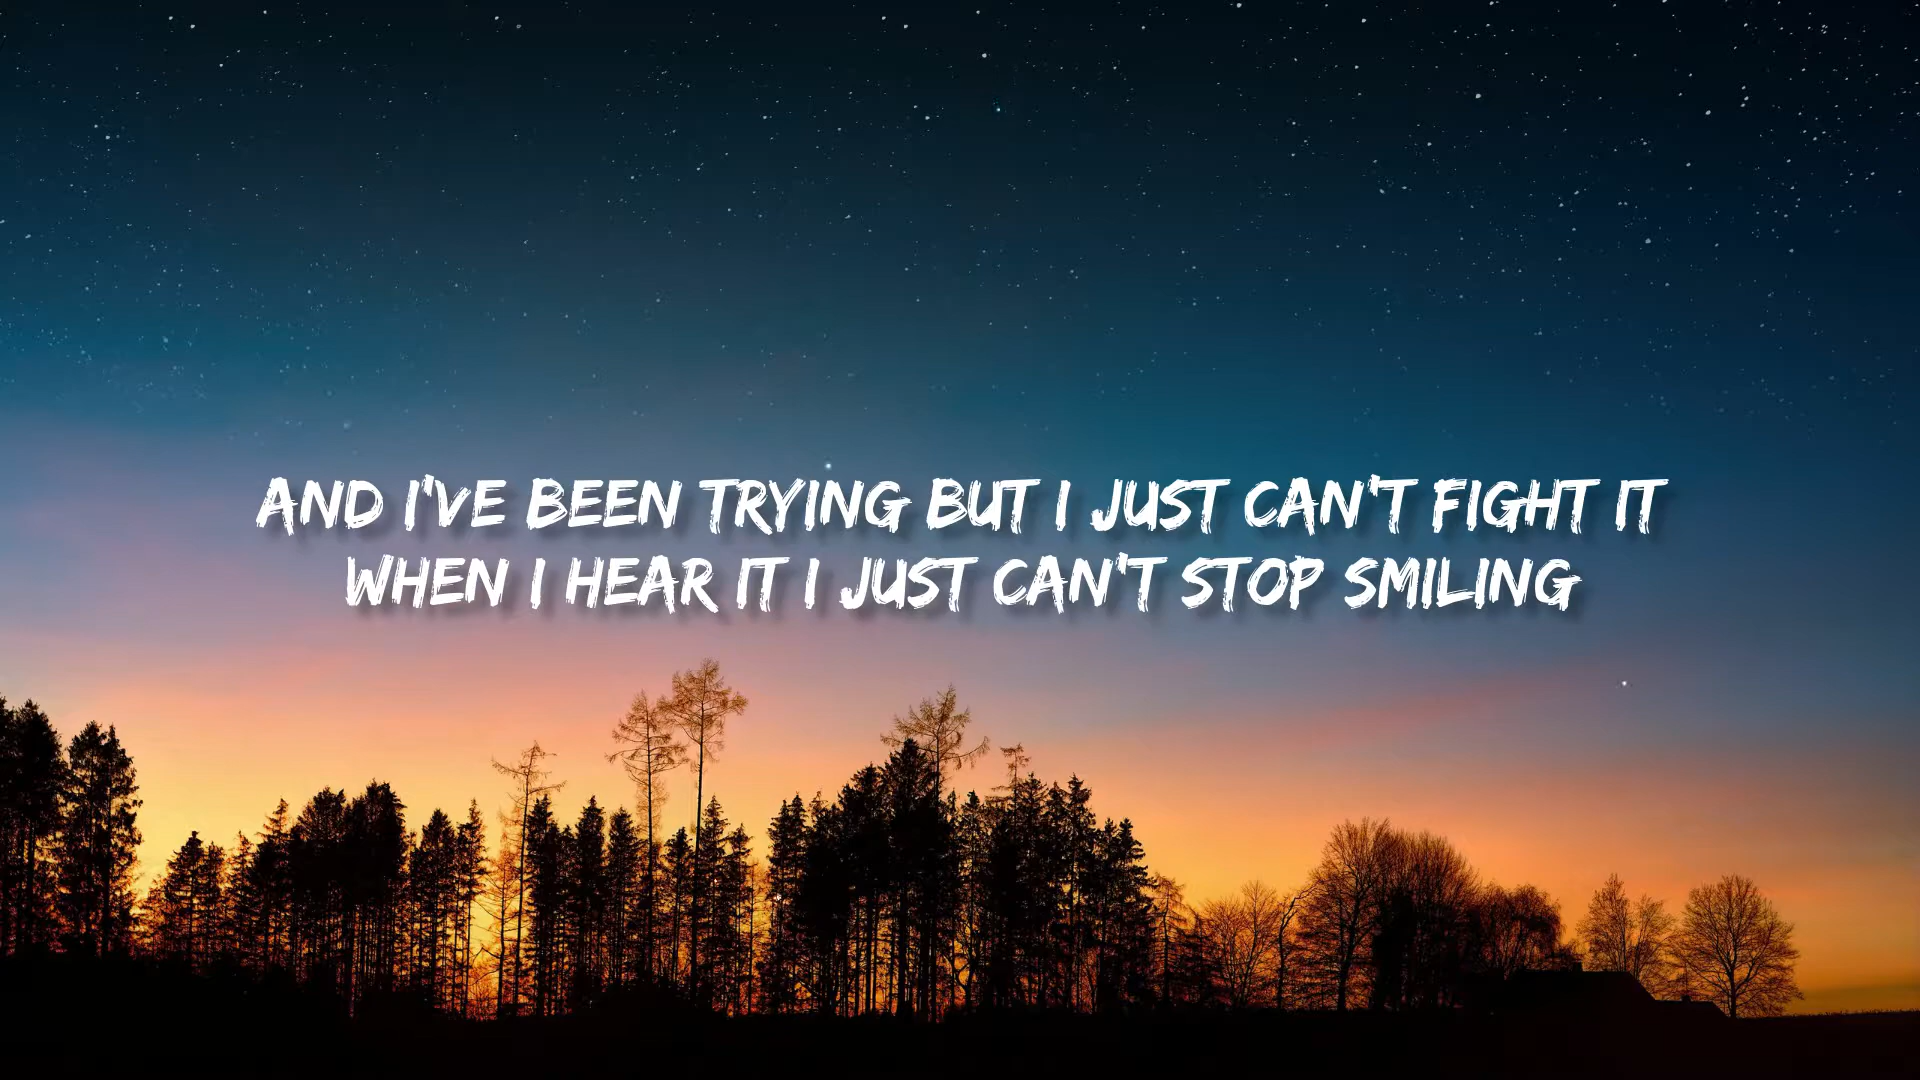 AND I'VE BEEN TRYING BUT I JUST CAN'T FIGHT IT
WHEN I HEAR IT I JUST CAN'T STOP SMILING